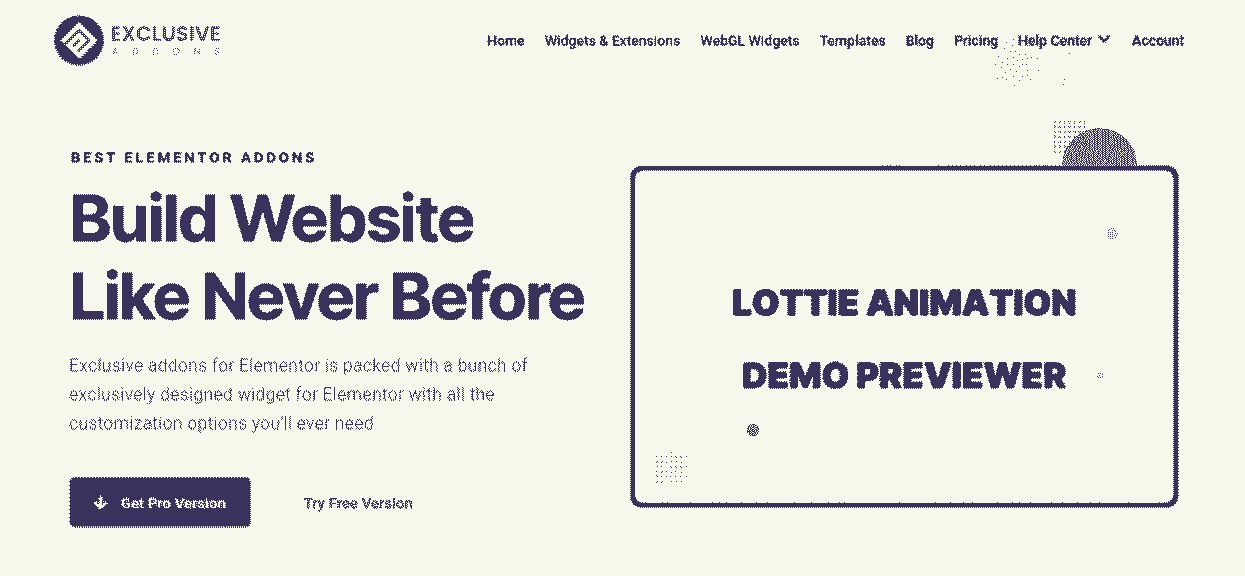 EXCLUSIVE
ADDONS
Home Widgets & Extensions WebGL Widgets Templates Blog Pricing Help Center Account
BEST ELEMENTOR ADDONS
Build Website
Like Never Before
Exclusive addons for Elementor is packed with a bunch of
exclusively designed widget for Elementor with all the
customization options you'll ever need
Get Pro Version
Try Free Version
LOTTIE ANIMATION
DEMO PREVIEWER